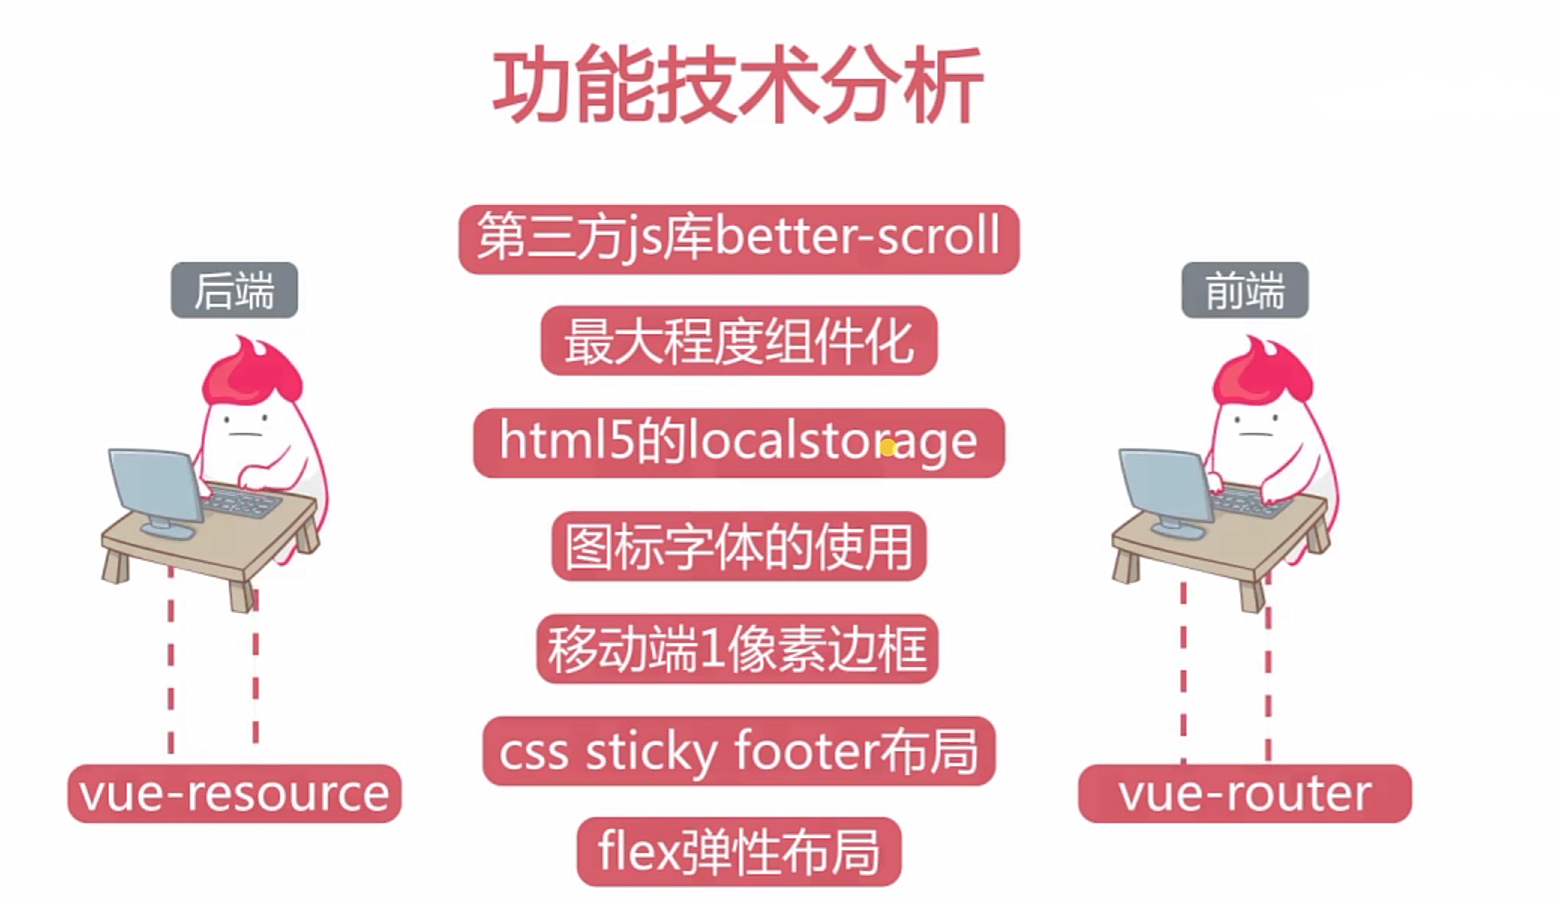 功能技术分析
第三方js库better-scroll
后端
前端
最大程度组件化
html5的localstorage
图标字体的使用
移动端1像素边框
css sticky footer布局
vue-resource
vue-router
flex弹性布局